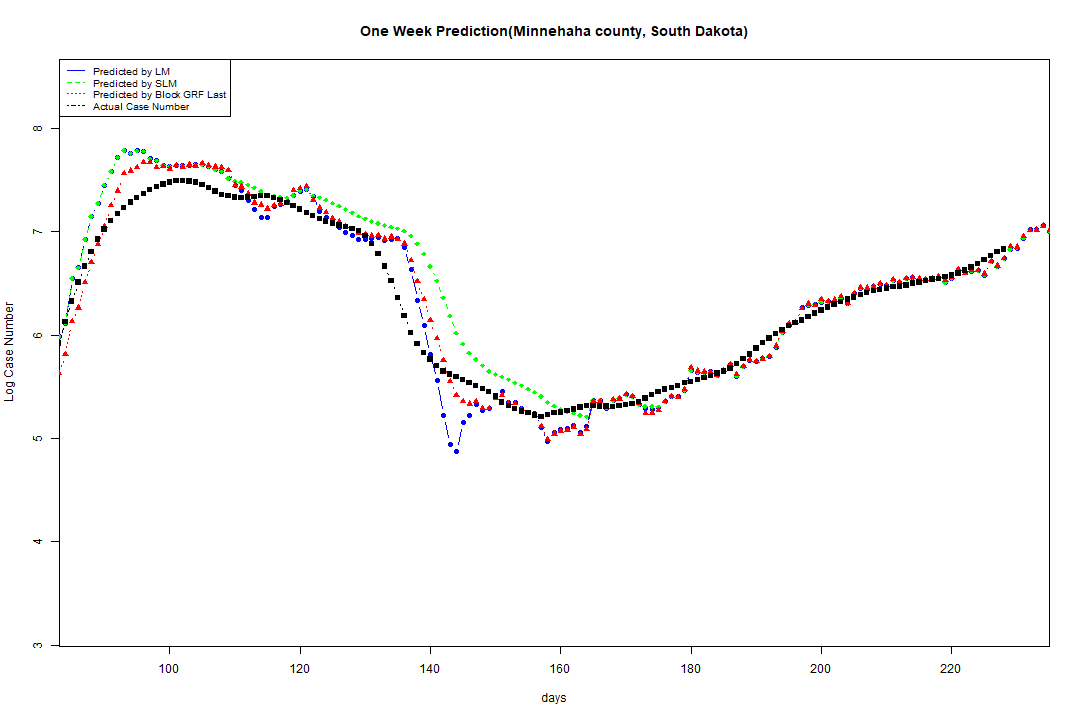 One Week Prediction(Minnehaha county, South Dakota)
Predicted by LM
Predicted by SLM
Predicted by Block GRF Last
Actual Case Number
8
7
6
5
4
3
Log Case Number
100 120 140 160 180 200 220
days